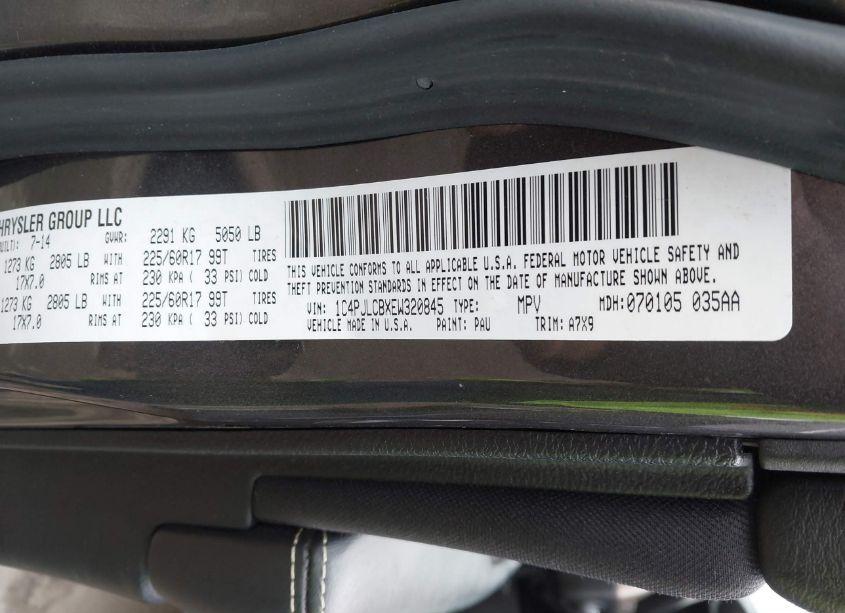 HRYSLER GROUP LLC
UILT: 7-14 GVWR: 2291 KG 5050 LB
1273 KG 2805 LB WITH 225/60R17 99T TIRES
17X7.0 RIMS AT 230 KPA ( 33 PSI) COLD
1273 KG 2805 LB WITH 225/60R17 99T TIRES
17X7.0 RIMS AT 230 KPA ( 33 PSI) COLD
THIS VEHICLE CONFORMS TO ALL APPLICABLE U.S.A. FEDERAL MOTOR VEHICLE SAFETY AND
THEFT PREVENTION STANDARDS IN EFFECT ON THE DATE OF MANUFACTURE SHOWN ABOVE.
VIN: 1C4PJLCBXEW320845 TYPE: MPV MDH:070105 035AA
VEHICLE MADE IN U.S.A. PAINT: PAU TRIM: A7X9